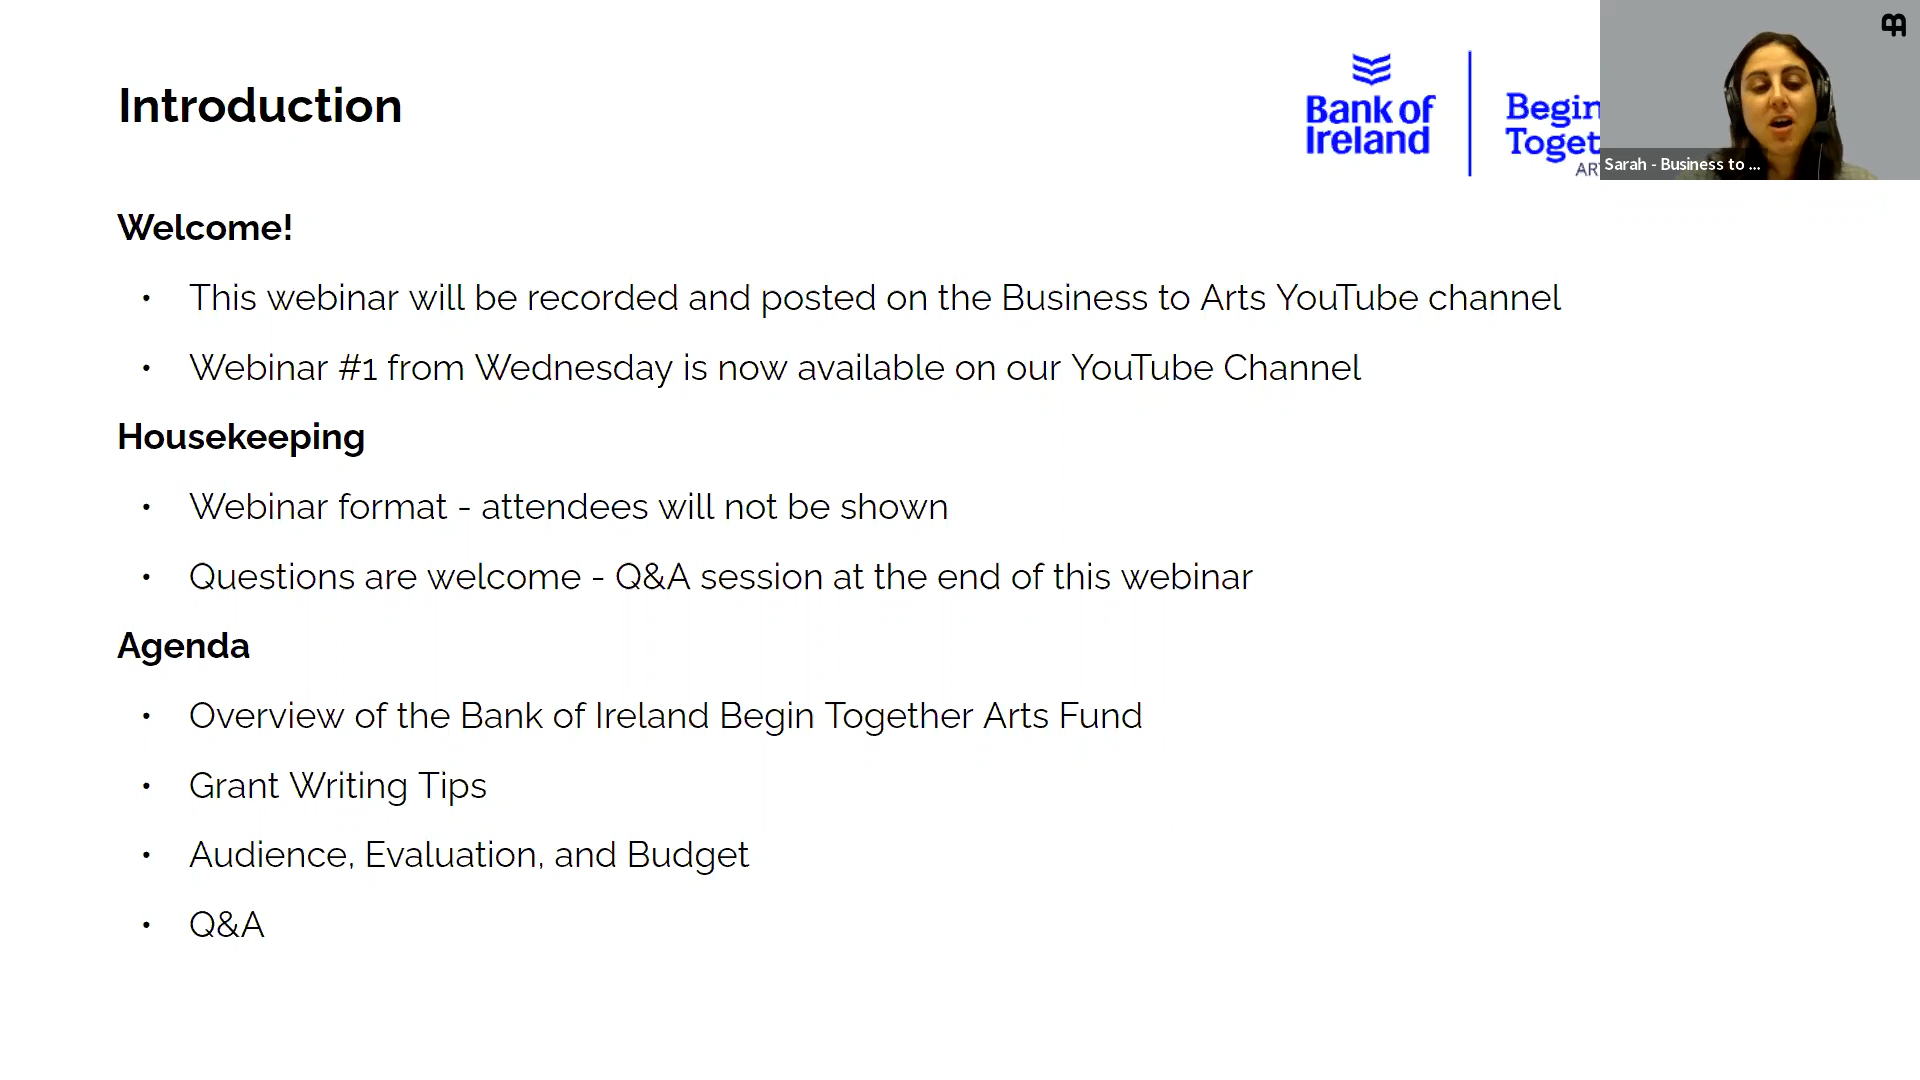 Introduction
Bank of
Ireland
Begin
Toget
AR
Sarah - Business to ...
Welcome!
• This webinar will be recorded and posted on the Business to Arts YouTube channel
• Webinar #1 from Wednesday is now available on our YouTube Channel
Housekeeping
• Webinar format - attendees will not be shown
• Questions are welcome - Q&A session at the end of this webinar
Agenda
• Overview of the Bank of Ireland Begin Together Arts Fund
• Grant Writing Tips
• Audience, Evaluation, and Budget
• Q&A